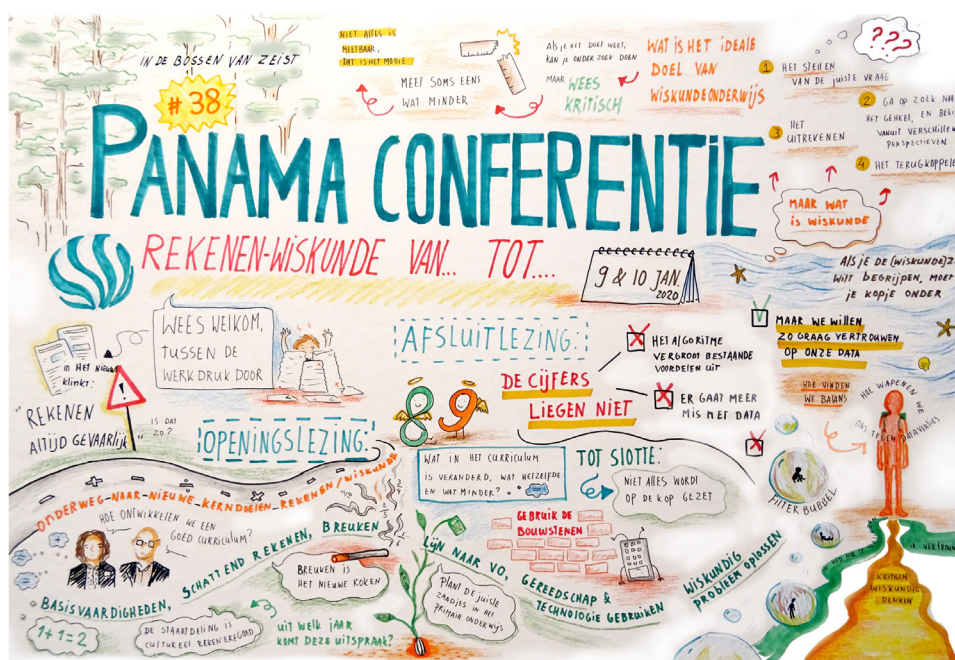 IN DE BOSSEN VAN ZEIST
# 38
NIET ALLES IS
MEETBAAR,
DAT IS HET MOOIE
MEET SOMS EENS
WAT MINDER
ALS JE HET DOEL WEET,
KAN JE ONDERZOEK DOEN
MAAR WEES
KRITISCH
WAT IS HET IDEALE
DOEL VAN
WISKUNDEONDERWIJS
???
1 HET STELLEN
VAN DE JUISTE VRAAG
2 GA OP ZOEK NAA
HET GEHEEL, EN BEKI
VANUIT VERSCHILLE
PERSPECTIEVEN
3 HET
UITREKENEN
4 HET TERUGKOPPELE
MAAR WAT
IS WISKUNDE
PANAMA CONFERENTIE
REKENEN-WISKUNDE VAN... TOT....
9 & 10 JAN.
2020
ALS JE DE (WISKUNDE)Z
WILT BEGRIJPEN, MOET
JE KOPJE ONDER
WEES WELKOM,
TUSSEN DE
WERKDRUK DOOR
IN HET NIEUWS
KLINKT:
"REKENEN
ALTIJD GEVAARLIJK"
IS DAT
ZO?
OPENINGSLEZING:
AFSLUITLEZING:
89
DE CIJFERS
LIEGEN NIET
HET ALGORITME
VERGROOT BESTAANDE
VOORDELEN UIT
ER GAAT MEER
MIS MET DATA
MAAR WE WILLEN
ZO GRAAG VERTROUWEN
OP ONZE DATA
HOE VINDEN
WE BALANS
HOE WAPENEN WE
ONS TEGEN DATAVERLIES
FILTER BUBBEL
ONDERWEG-NAAR-NIEUWE-KERNDOELEN-REKENEN/WISKUNDE
HOE ONTWIKKELEN WE EEN
GOED CURRICULUM?
BASISVAARDIGHEDEN, SCHATTEND REKENEN, BREUKEN
1+1=2
DE STAARTDELING IS
CULTUREEL REKENERFGOED
UIT WELK JAAR
KOMT DEZE UITSPRAAK?
BREUKEN IS
HET NIEUWE ROKEN
WAT IN HET CURRICULUM
IS VERANDERD, WAT HETZELFDE
EN WAT MINDER?
TOT SLOTTE:
NIET ALLES WORDT
OP DE KOP GEZET
GEBRUIK DE
BOUWSTENEN
LIJN NAAR VO, GEREEDSCHAP &
TECHNOLOGIE GEBRUIKEN
PLANT DE JUISTE
ZAADJES IN HET
PRIMAIR ONDERWIJS
WISKUNDIG
PROBLEEM OPLOSSEN
KRITISCH
WISKUNDIG
DENKEN